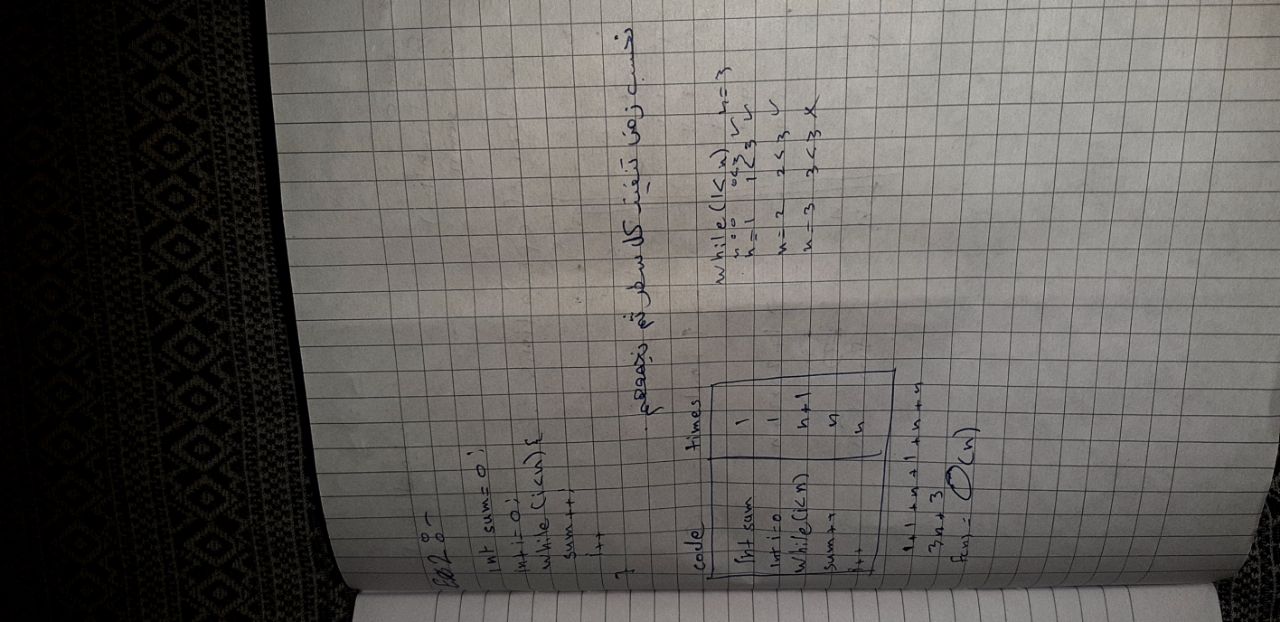 Ex2:-
int sum=0;
int i=0;
while(i<n){
sum++;
i++
}
نحسب زمن تنفيذ كل سطر ثم نجمعهم
code times
Int sum 1
int i=0 1
while(i<n) n+1
sum++ n
i++ n
1+1+n+1+n+n
3n+3
f(n)= O(n)
while(i<n) n=3
n=0 0<3 ✓
n=1 1<3 ✓
n=2 2<3 ✓
n=3 3<3 ✗